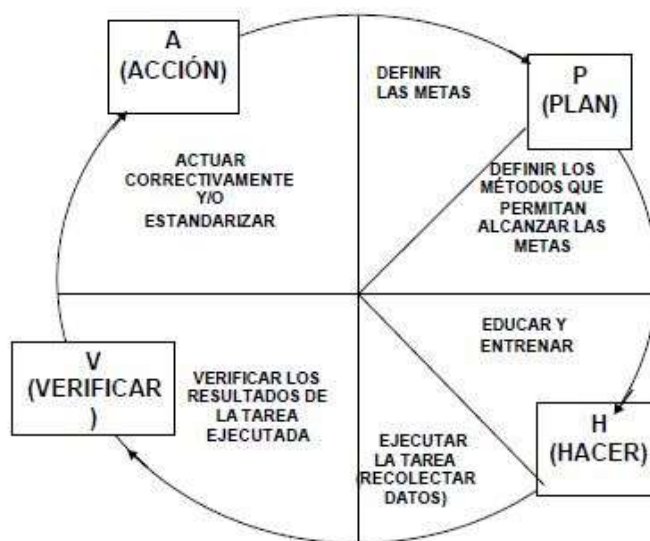 A
(ACCIÓN)
DEFINIR
LAS METAS
P
(PLAN)
ACTUAR
CORRECTIVAMENTE
Y/O
ESTANDARIZAR
DEFINIR LOS
MÉTODOS QUE
PERMITAN
ALCANZAR LAS
METAS
EDUCAR Y
ENTRENAR
V
(VERIFICAR
)
VERIFICAR LOS
RESULTADOS DE
LA TAREA
EJECUTADA
EJECUTAR
LA TAREA
(RECOLECTAR
DATOS)
H
(HACER)